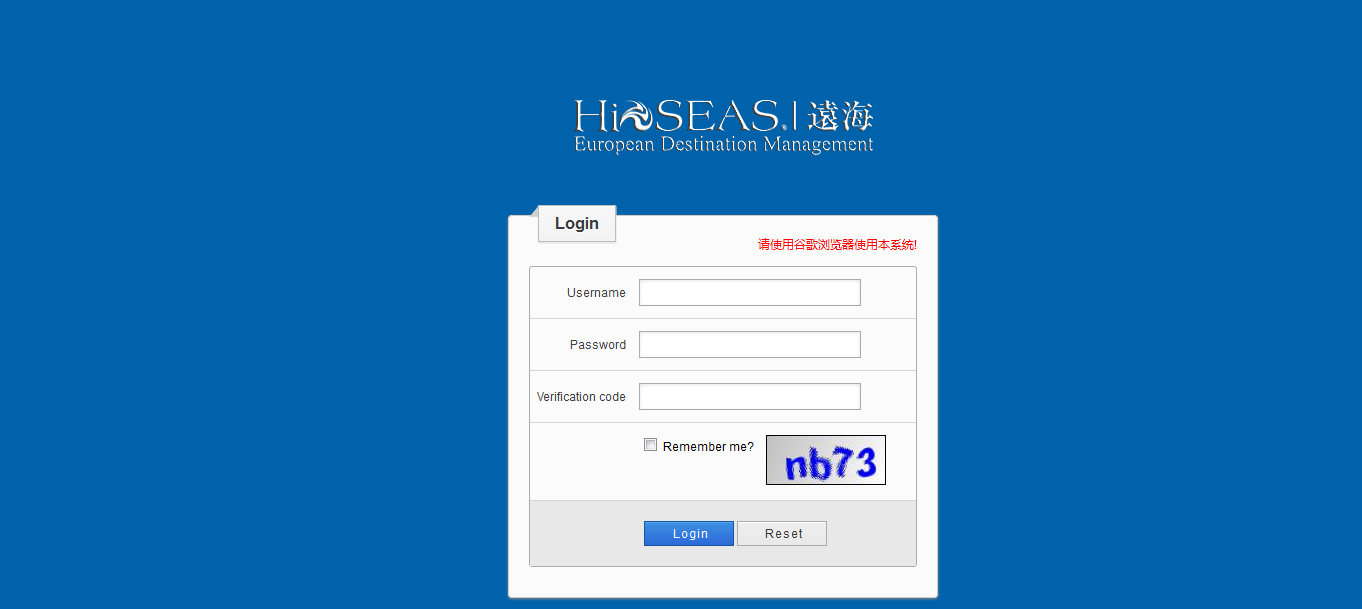 HiSEAS.|遠海
European Destination Management
Login
请使用谷歌浏览器使用本系统!
Username
Password
Verification code
Remember me?
nb73
Login Reset